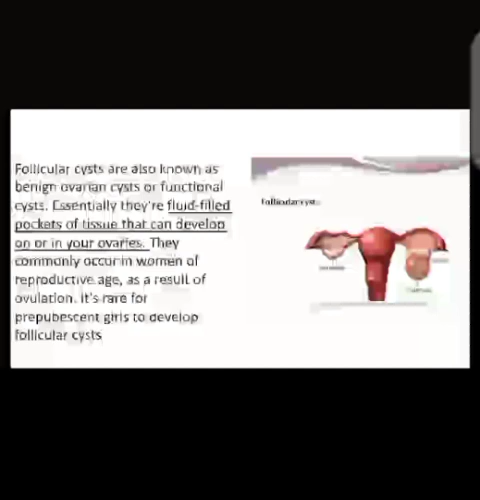 Follicular cysts are also known as
benign ovarian cysts or functional
cysts. Essentially they're fluid-filled
pockets of tissue that can develop
on or in your ovaries. They
commonly occur in women of
reproductive age, as a result of
ovulation. It's rare for
prepubescent girls to develop
follicular cysts
Follicular cysts